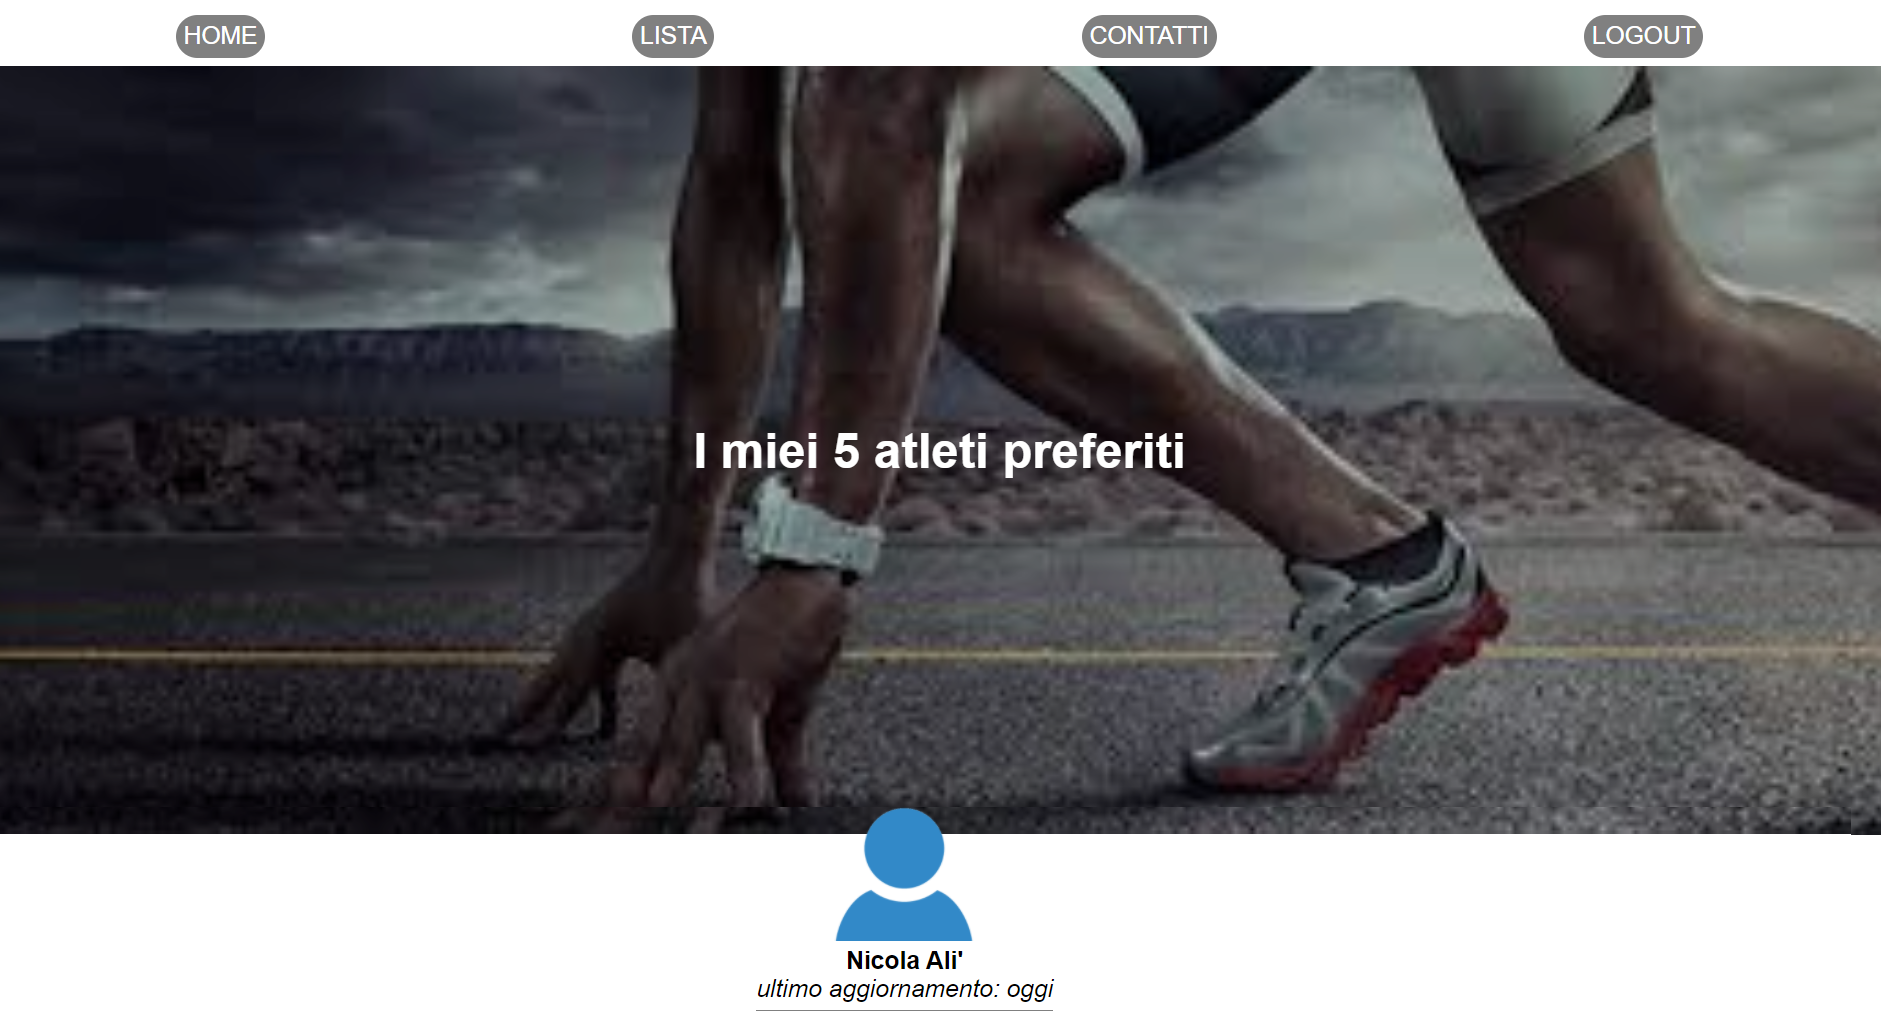 HOME
LISTA
CONTATTI
LOGOUT
I miei 5 atleti preferiti
Nicola Ali'
ultimo aggiornamento: oggi